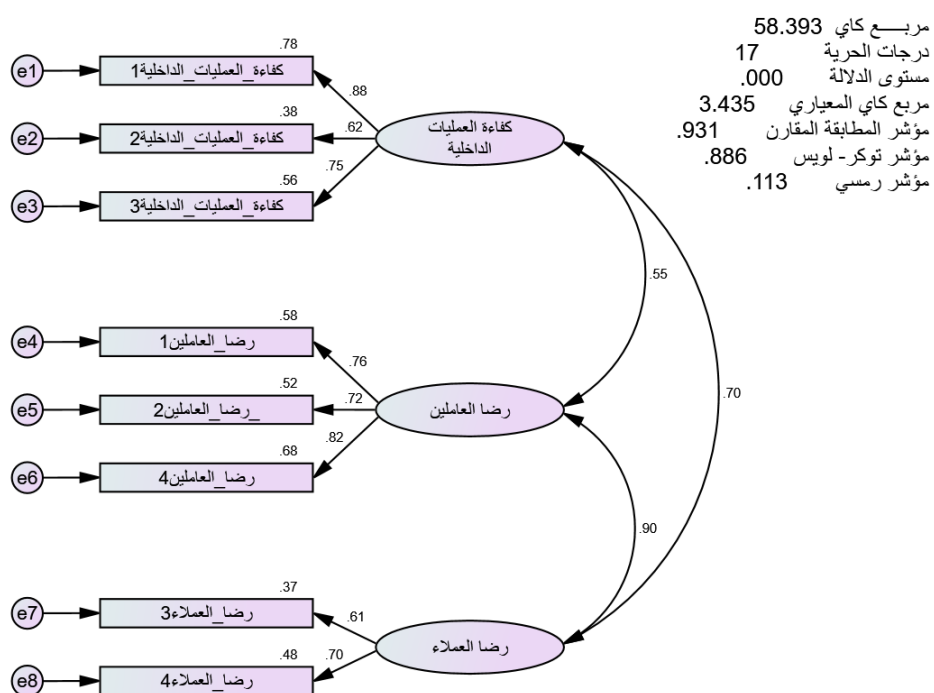 مربـــــع كاي 58.393
درجات الحرية 17
مستوى الدلالة .000
مربع كاي المعياري 3.435
مؤشر المطابقة المقارن .931
مؤشر توكر- لويس .886
مؤشر رمسي .113
.78
e1
كفاءة_العمليات_الداخلية1
.88
.38
e2
كفاءة_العمليات_الداخلية2
.62
كفاءة العمليات
الداخلية
.75
.56
e3
كفاءة_العمليات_الداخلية3
.55
.58
e4
رضا_العاملين1
.76
.70
.52
e5
_رضا_العاملين2
.72
رضا العاملين
.82
.68
e6
رضا_العاملين4
.90
.37
e7
رضا_العملاء3
.61
رضا العملاء
.70
.48
e8
رضا_العملاء4